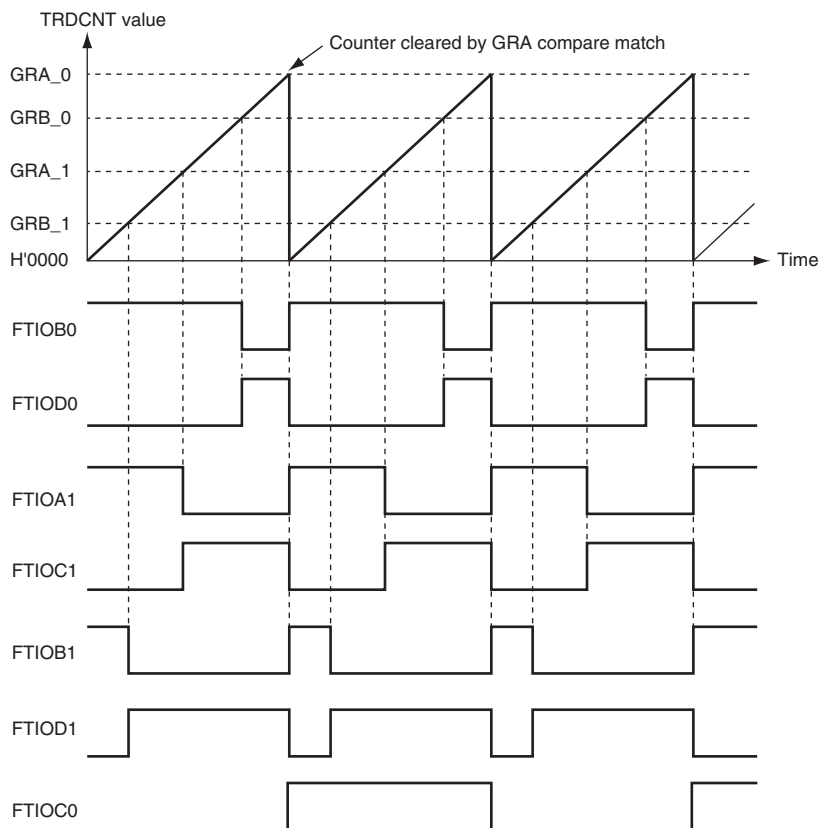 TRDCNT value
Counter cleared by GRA compare match
GRA_0
GRB_0
GRA_1
GRB_1
H'0000
Time
FTIOB0
FTIOD0
FTIOA1
FTIOC1
FTIOB1
FTIOD1
FTIOC0